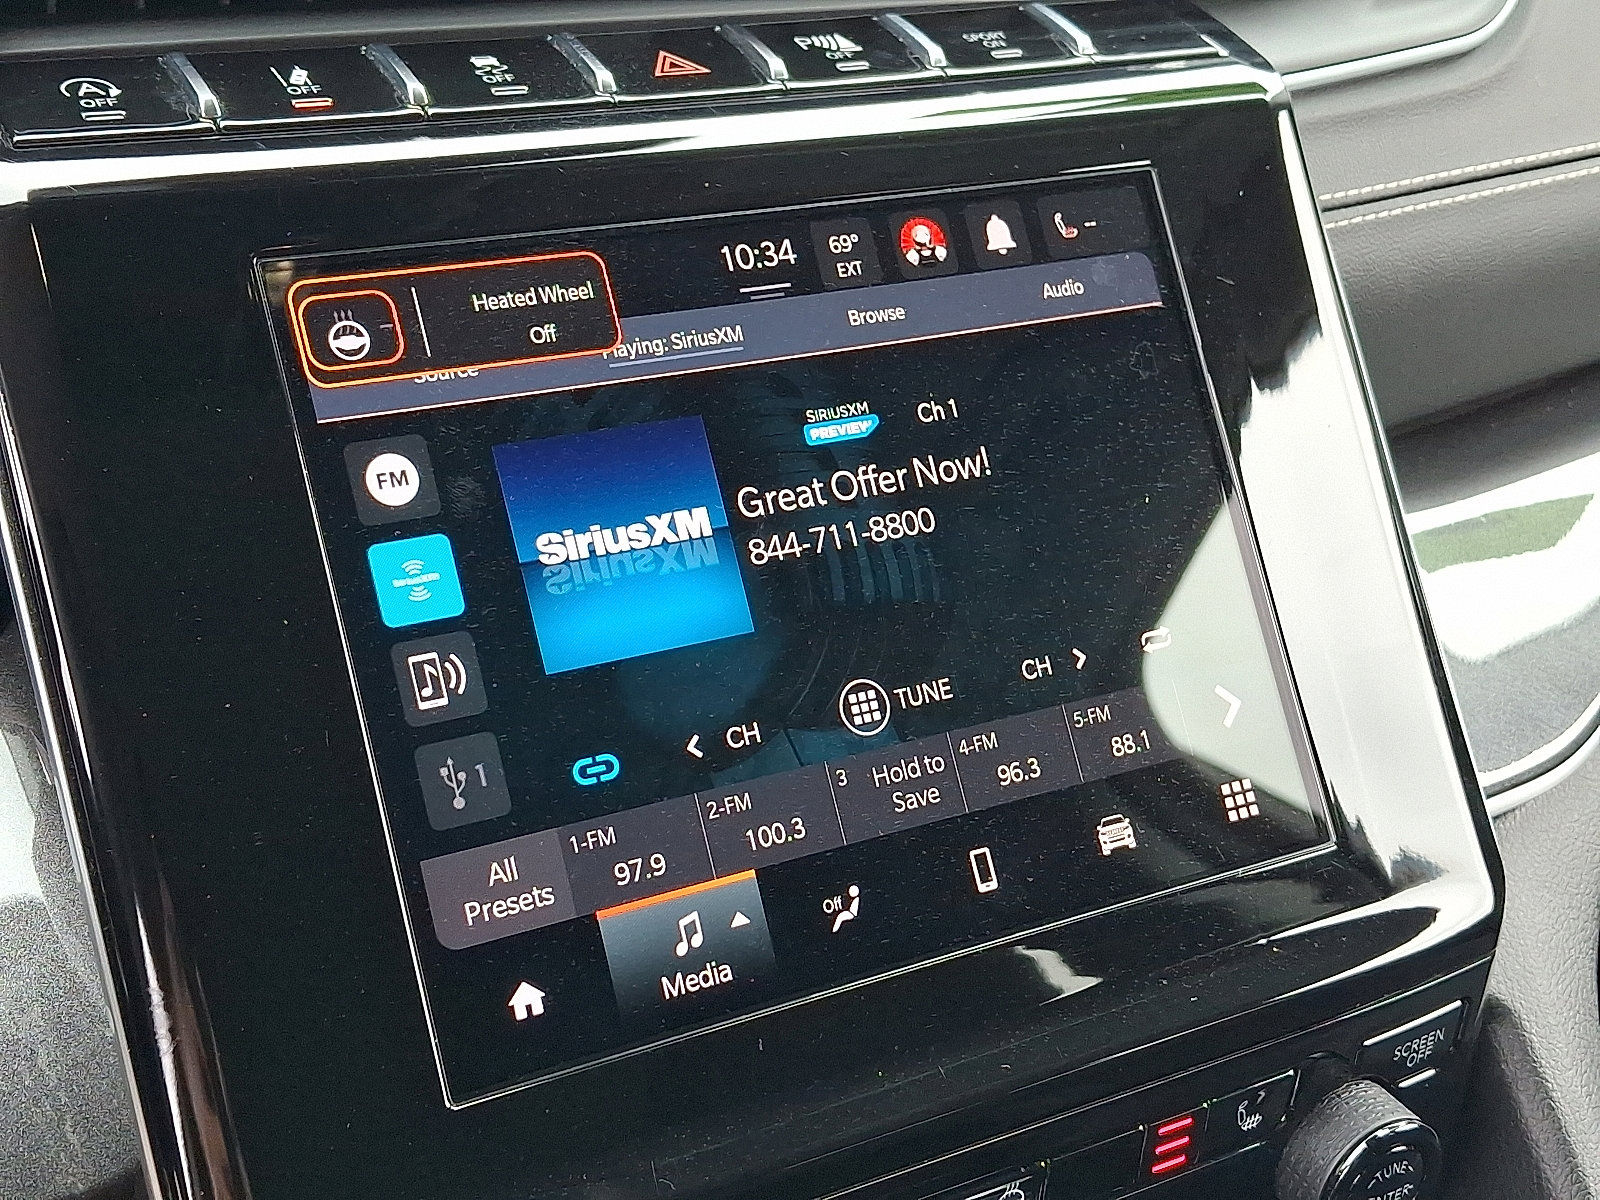 A OFF
OFF
OFF
P OFF
SPORT
ON
10:34
69°
EXT
--
Heated Wheel
Off
Source
Playing: SiriusXM
Browse
Audio
FM
SIRIUSXM
PREVIEW
Ch 1
SiriusXM
Great Offer Now!
844-711-8800
SiriusXM
1
CH
TUNE
CH
All
Presets
1-FM
97.9
2-FM
100.3
3
Hold to
Save
4-FM
96.3
5-FM
88.1
Media
Off
SCREEN
OFF
TUNE
ENTER